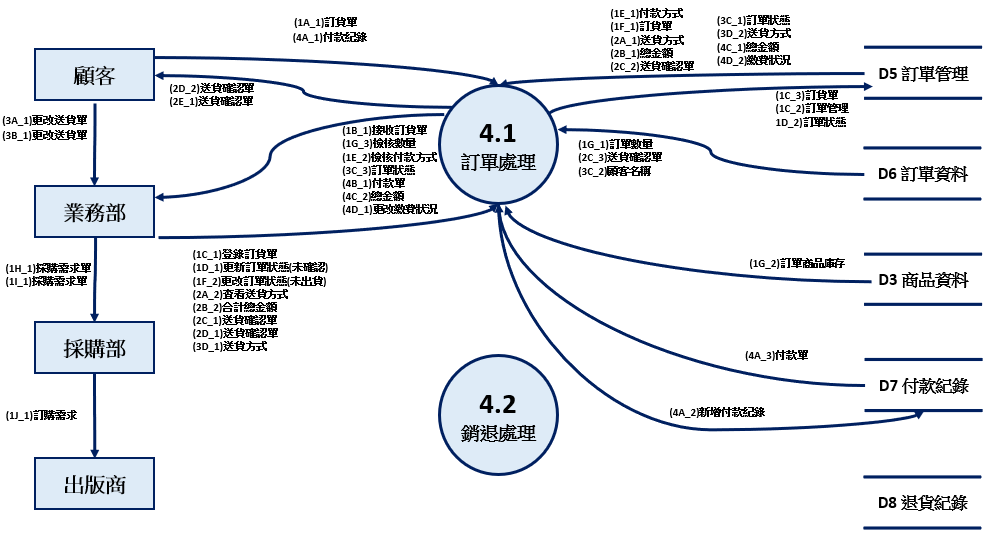 (1A_1)訂貨單
(4A_1)付款紀錄
(1E_1)付款方式
(1F_1)訂貨單
(2A_1)送貨方式
(2B_1)總金額
(2C_2)送貨確認單
(3C_1)訂單狀態
(3D_2)送貨方式
(4C_1)總金額
(4D_2)繳費狀況
顧客
D5 訂單管理
(2D_2)送貨確認單
(2E_1)送貨確認單
(1C_3)訂貨單
(1C_2)訂單管理
1D_2)訂單狀態
(3A_1)更改送貨單
(3B_1)更改送貨單
(1B_1)接收訂貨單
(1G_3)檢核數量
(1E_2)檢核付款方式
(3C_3)訂單狀態
(4B_1)付款單
(4C_2)總金額
(4D_1)更改繳費狀況
4.1
訂單處理
(1G_1)訂單數量
(2C_3)送貨確認單
(3C_2)顧客名稱
D6 訂單資料
業務部
(1C_1)登錄訂貨單
(1D_1)更新訂單狀態(未確認)
(1F_2)更改訂單狀態(未出貨)
(2A_2)查看送貨方式
(2B_2)合計總金額
(2C_1)送貨確認單
(2D_1)送貨確認單
(3D_1)送貨方式
(1H_1)採購需求單
(1I_1)採購需求單
(1G_2)訂單商品庫存
D3 商品資料
採購部
(4A_3)付款單
D7 付款紀錄
4.2
銷退處理
(4A_2)新增付款紀錄
(1J_1)訂購需求
出版商
D8 退貨紀錄